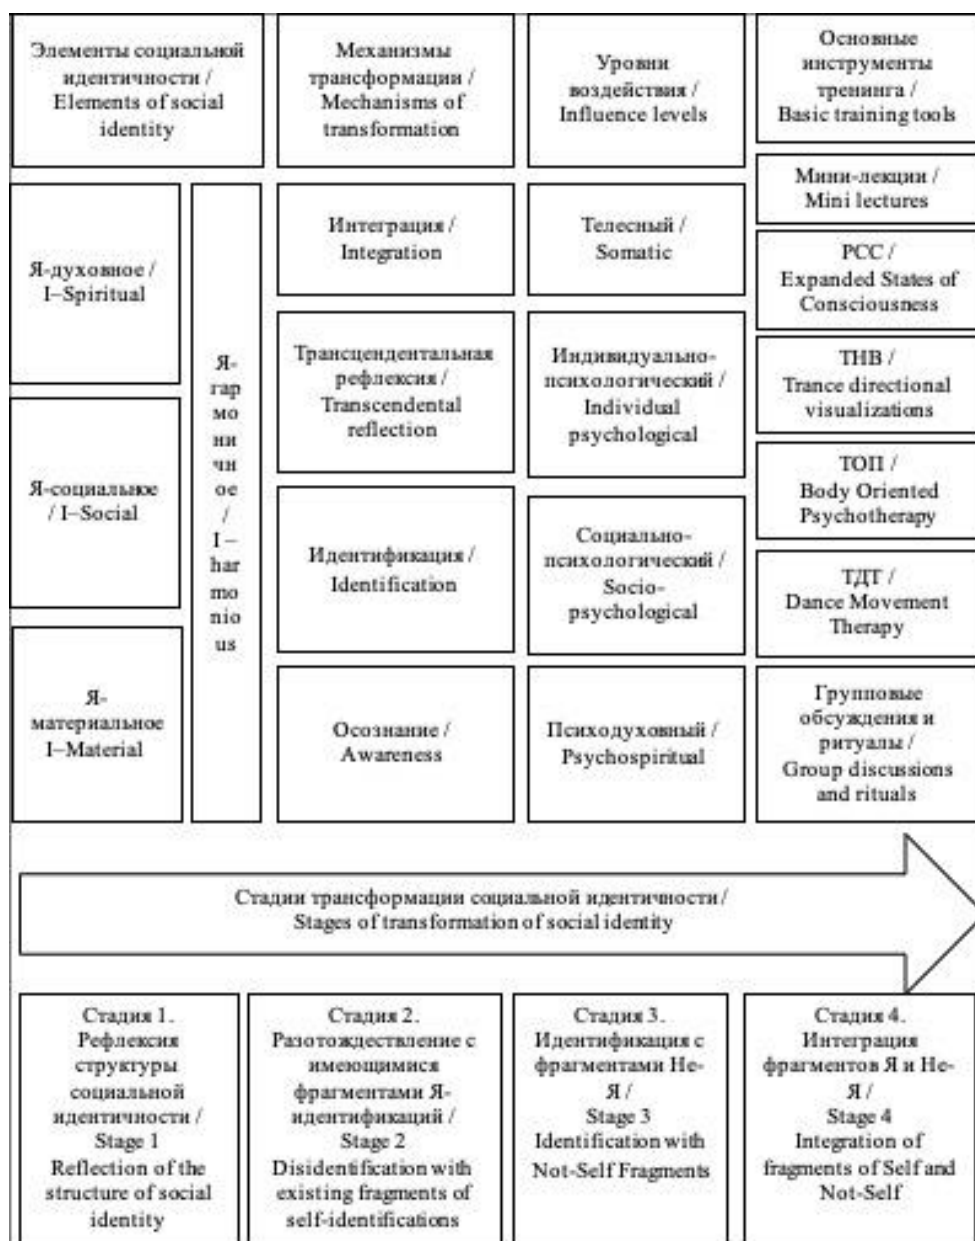 Элементы социальной
идентичности /
Elements of social
identity
Механизмы
трансформации /
Mechanisms of
transformation
Уровни
воздействия /
Influence levels
Основные
инструменты
тренинга /
Basic training tools
Я-духовное /
I–Spiritual
Я-социальное
/ I–Social
Я-
материальное
I–Material
Я-
гар
мо
ни
чн
ое
/
I –
har
mo
nio
us
Интеграция /
Integration
Трансцендентальная
рефлексия /
Transcendental
reflection
Идентификация /
Identification
Осознание /
Awareness
Телесный /
Somatic
Индивидуально-
психологический /
Individual
psychological
Социально-
психологический /
Socio-
psychological
Психодуховный /
Psychospiritual
Мини-лекции /
Mini lectures
РСС /
Expanded States of
Consciousness
ТНВ /
Trance directional
visualizations
ТОП /
Body Oriented
Psychotherapy
ТДТ /
Dance Movement
Therapy
Групповые
обсуждения и
ритуалы /
Group discussions
and rituals
Стадии трансформации социальной идентичности /
Stages of transformation of social identity
Стадия 1.
Рефлексия
структуры
социальной
идентичности /
Stage 1
Reflection of the
structure of social
identity
Стадия 2.
Разотождествление с
имеющимися
фрагментами Я-
идентификаций /
Stage 2
Disidentification with
existing fragments of
self-identifications
Стадия 3.
Идентификация с
фрагментами Не-
Я /
Stage 3
Identification with
Not-Self Fragments
Стадия 4.
Интеграция
фрагментов Я и Не-
Я /
Stage 4
Integration of
fragments of Self and
Not-Self